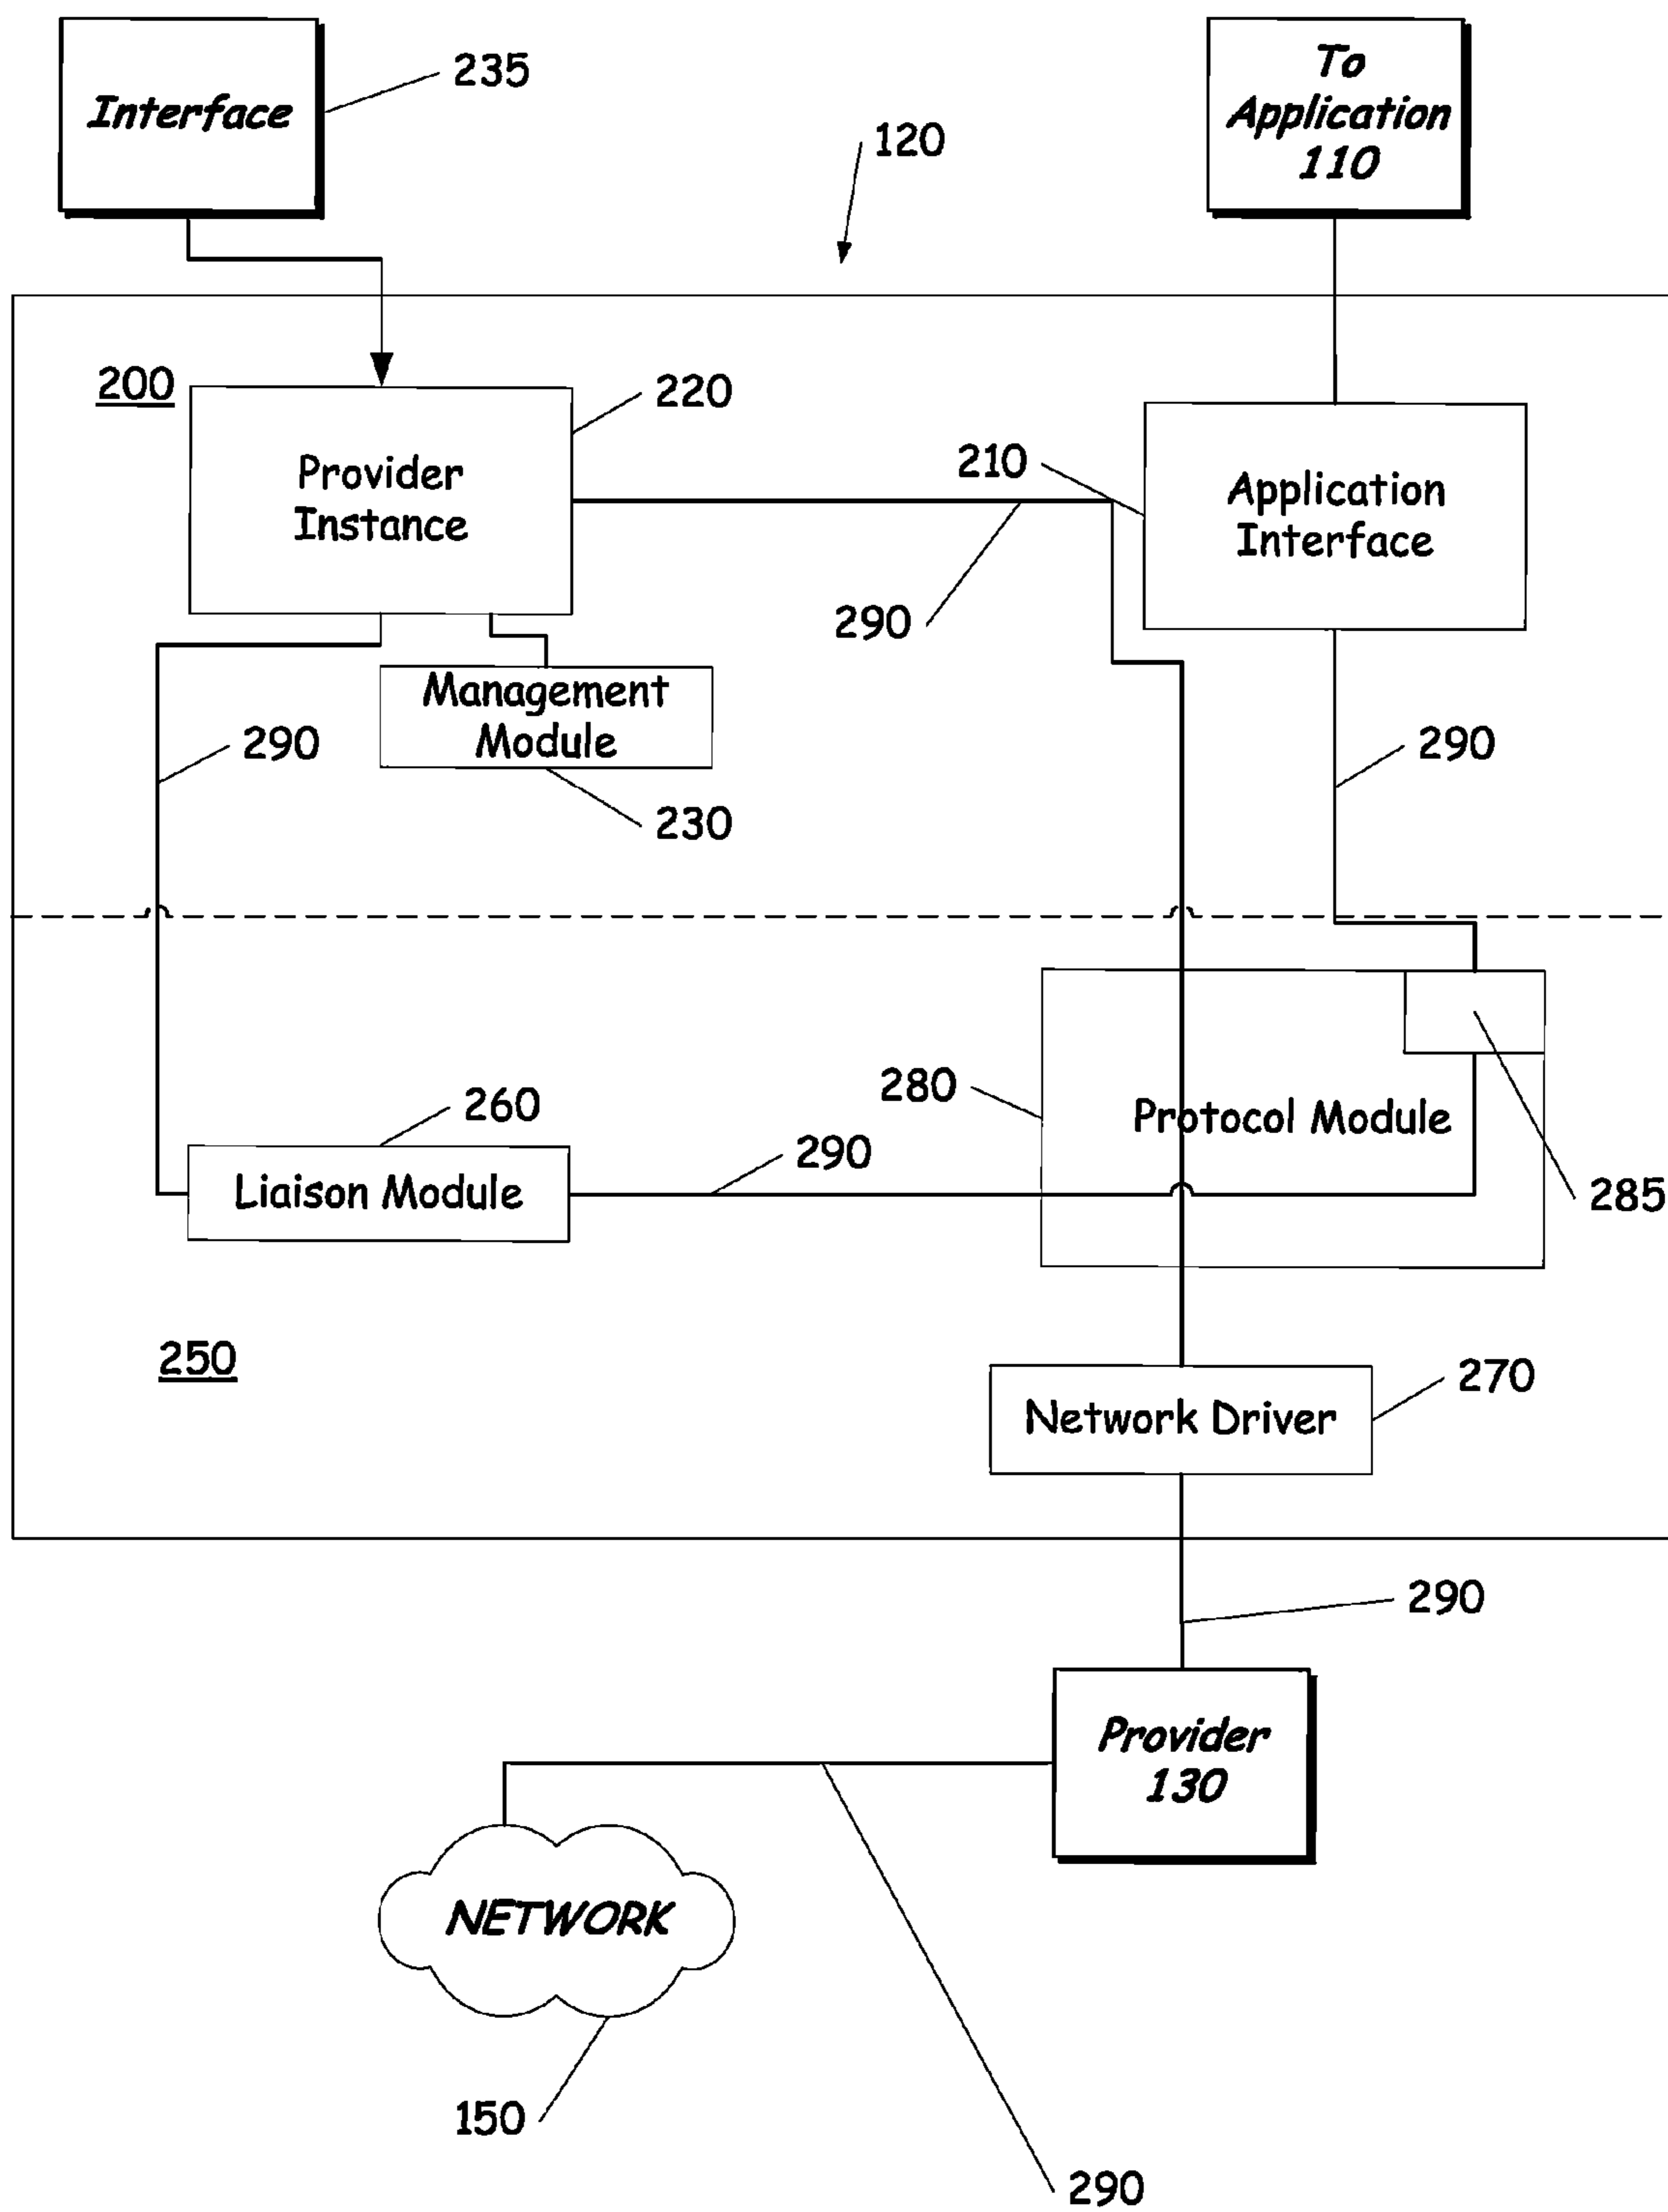 Interface
235
To
Application
110
120
200
220
Provider
Instance
210
Application
Interface
290
Management
Module
290
290
230
280
260
Protocol Module
290
Liaison Module
285
250
270
Network Driver
290
Provider
130
NETWORK
150
290